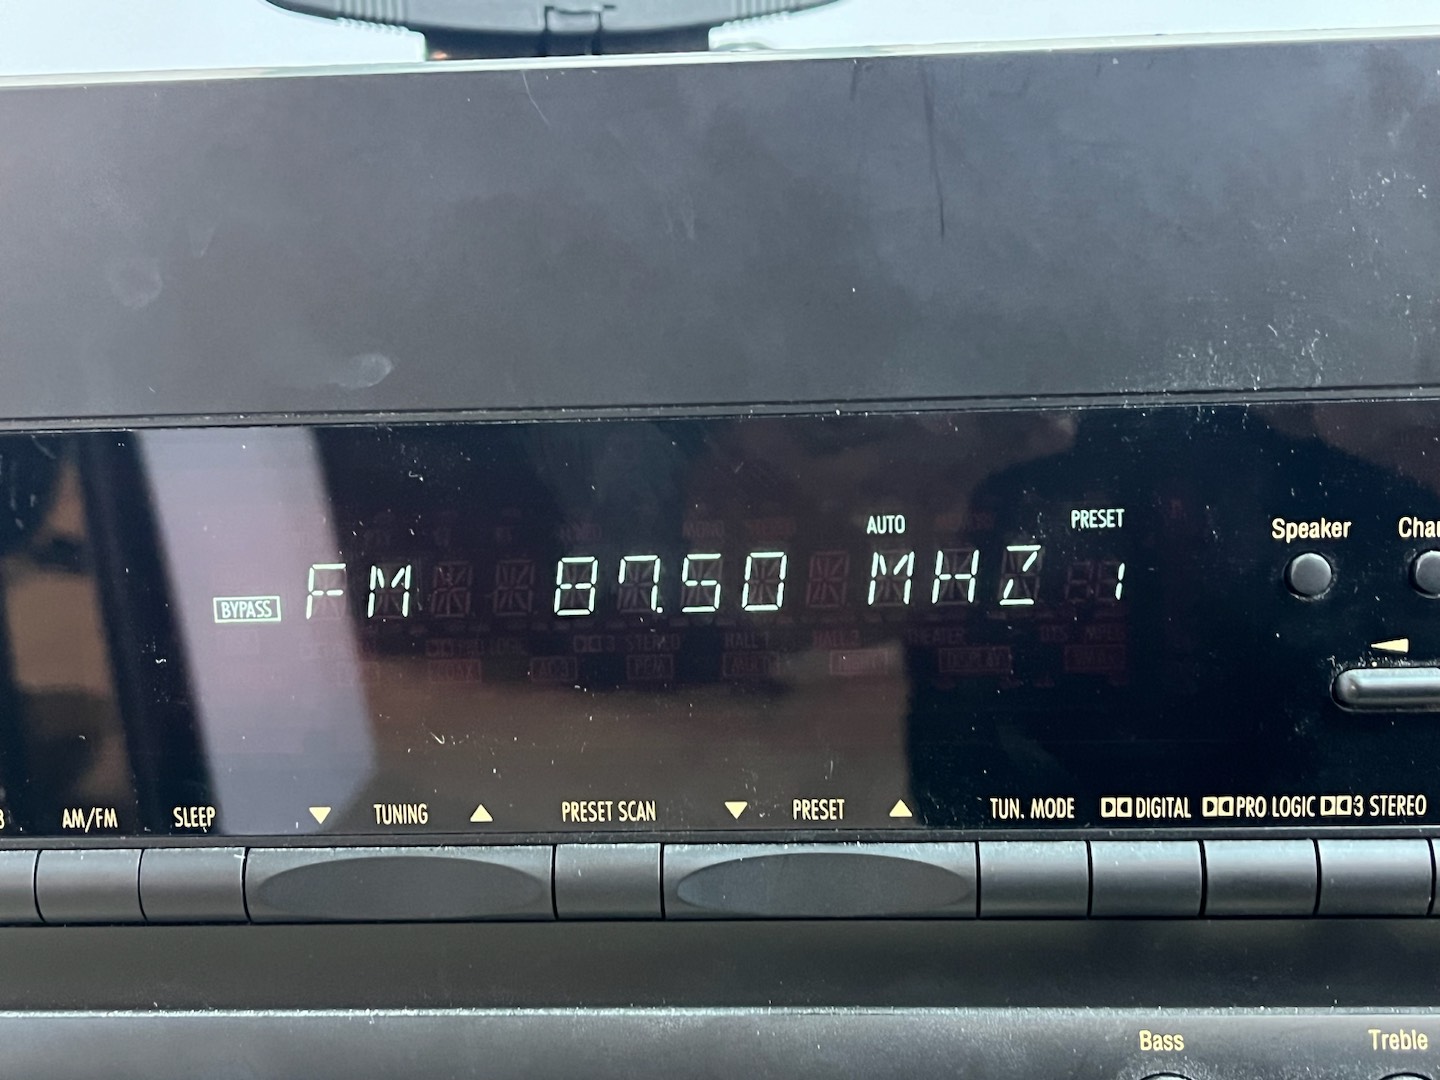 AUTO PRESET
BYPASS FM 87.50 MHZ 1
Speaker
AM/FM SLEEP ▼ TUNING ▲ PRESET SCAN ▼ PRESET ▲ TUN. MODE DIGITAL PRO LOGIC 3 STEREO
Bass Treble